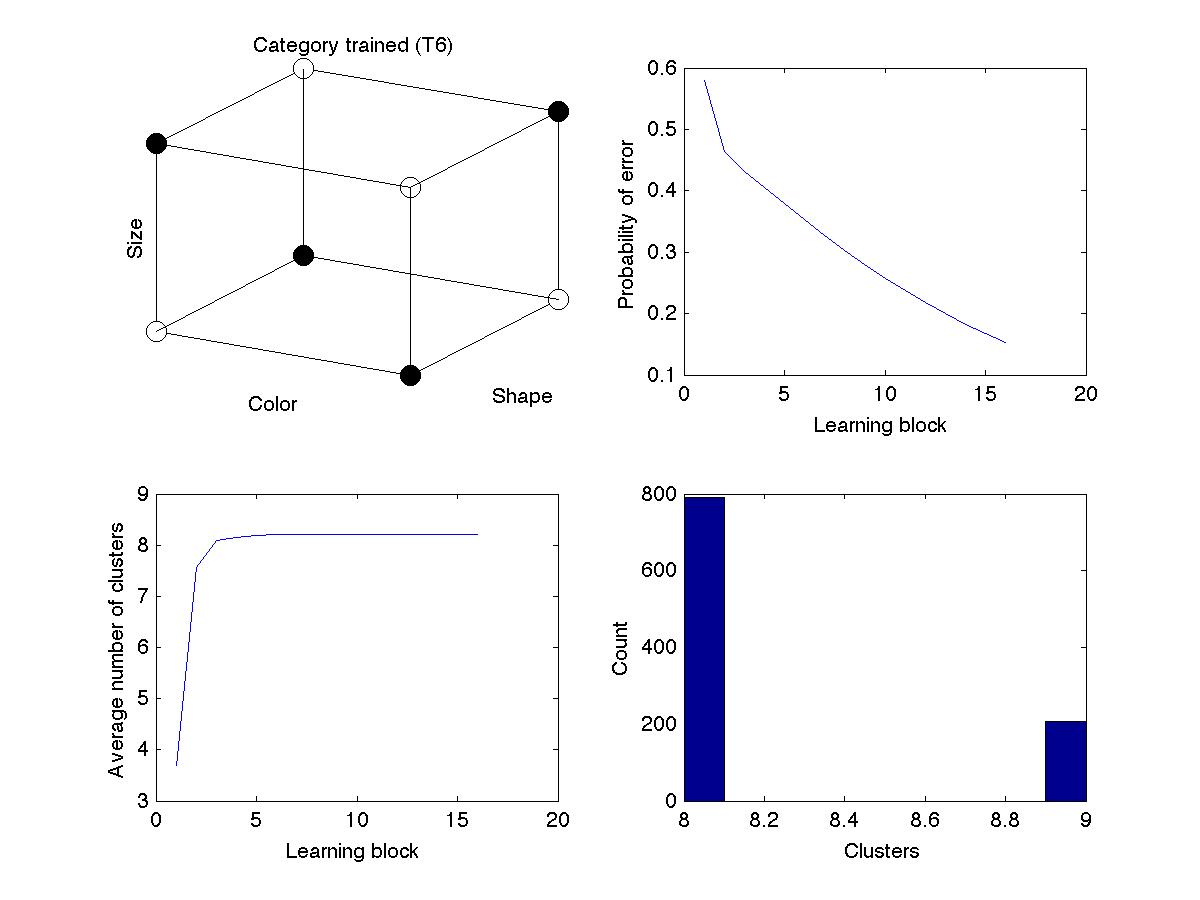 Category trained (T6)
Size
Color
Shape
0.6
0.5
0.4
0.3
0.2
0.1
Probability of error
0 5 10 15 20
Learning block
9
8
7
6
5
4
3
Average number of clusters
0 5 10 15 20
Learning block
800
600
400
200
0
Count
8 8.2 8.4 8.6 8.8 9
Clusters